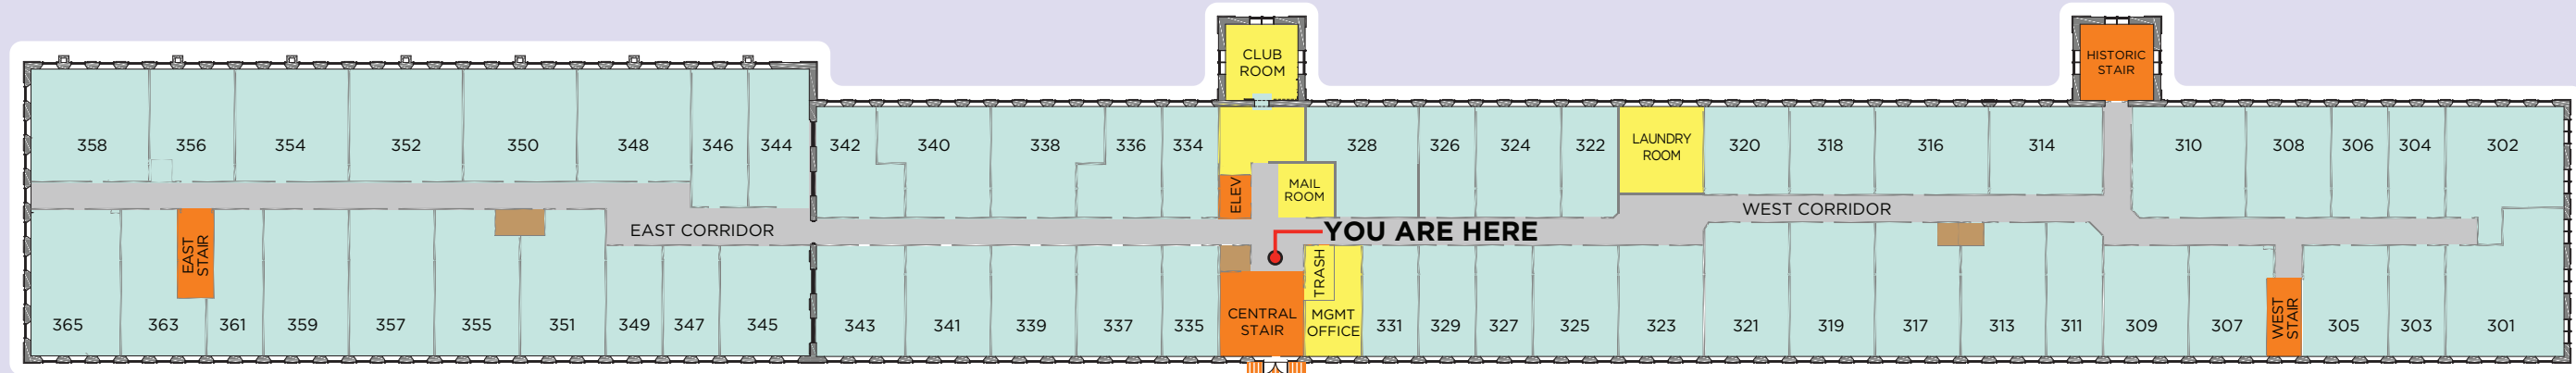 CLUB
ROOM
HISTORIC
STAIR
358
356
354
352
350
348
346
344
342
340
338
336
334
328
326
324
322
LAUNDRY
ROOM
320
318
316
314
310
308
306
304
302
ELEV
MAIL
ROOM
EAST CORRIDOR
YOU ARE HERE
WEST CORRIDOR
EAST
STAIR
TRASH
365
363
361
359
357
355
351
349
347
345
343
341
339
337
335
CENTRAL
STAIR
MGMT
OFFICE
331
329
327
325
323
321
319
317
313
311
309
307
WEST
STAIR
305
303
301